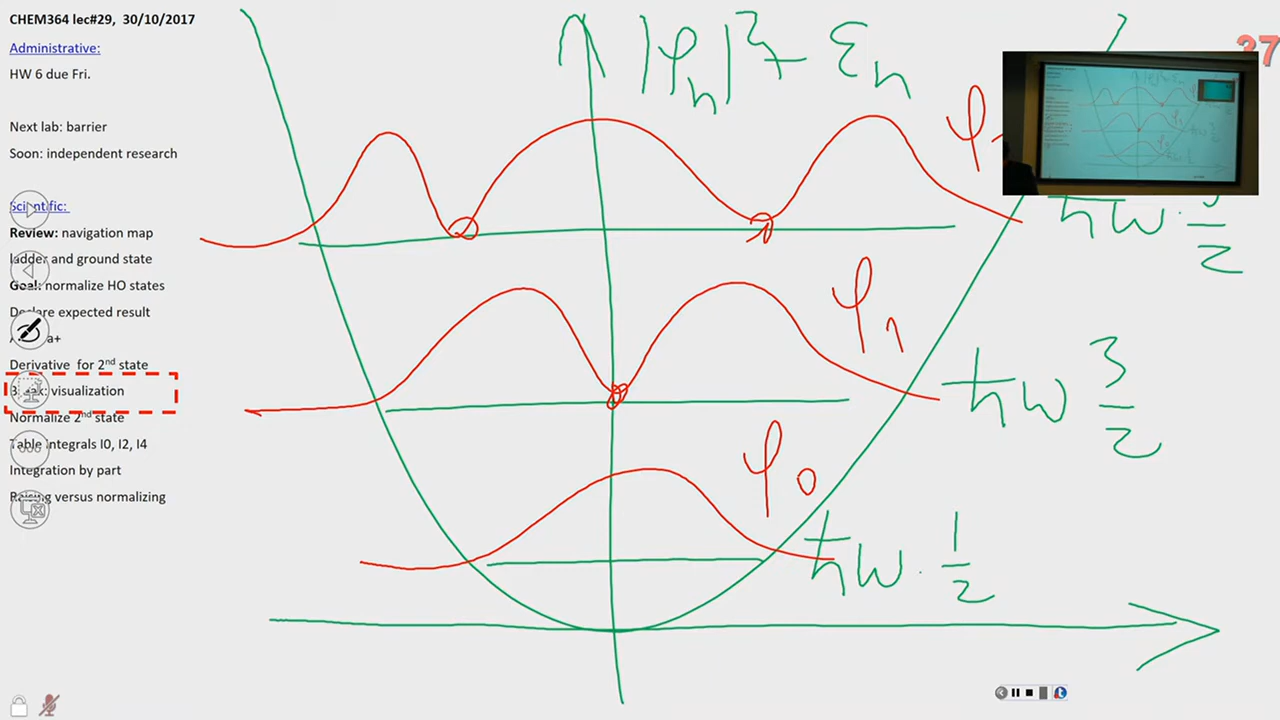 CHEM364 lec#29, 30/10/2017
Administrative:
HW 6 due Fri.
Next lab: barrier
Soon: independent research
Scientific:
Review: navigation map
ladder and ground state
Goal: normalize HO states
Declare expected result
a+
Derivative for 2nd state
visualization
Normalize 2nd state
Table integrals I0, I2, I4
Integration by part
Raising versus normalizing
|φn|² + εn
37
φ
ħω · 5/2
φ1
ħω 3/2
φ0
ħω · 1/2